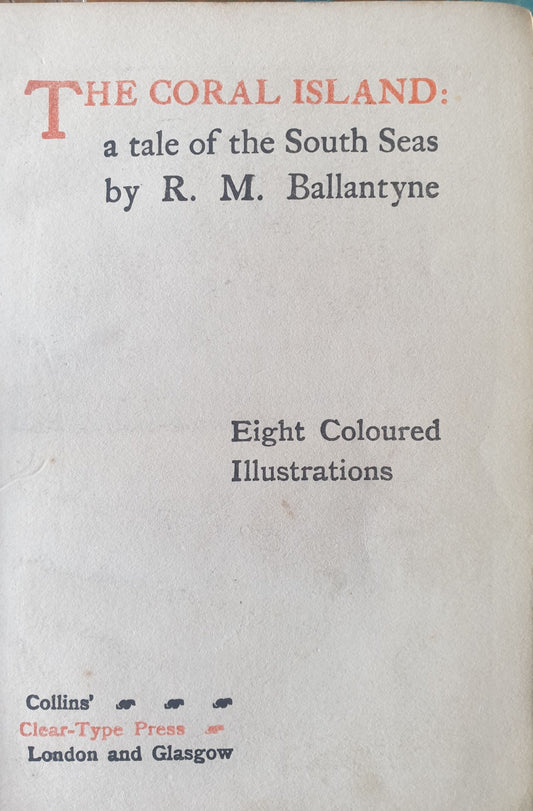 THE CORAL ISLAND:
a tale of the South Seas
by R. M. Ballantyne
Eight Coloured
Illustrations
Collins'
Clear-Type Press
London and Glasgow